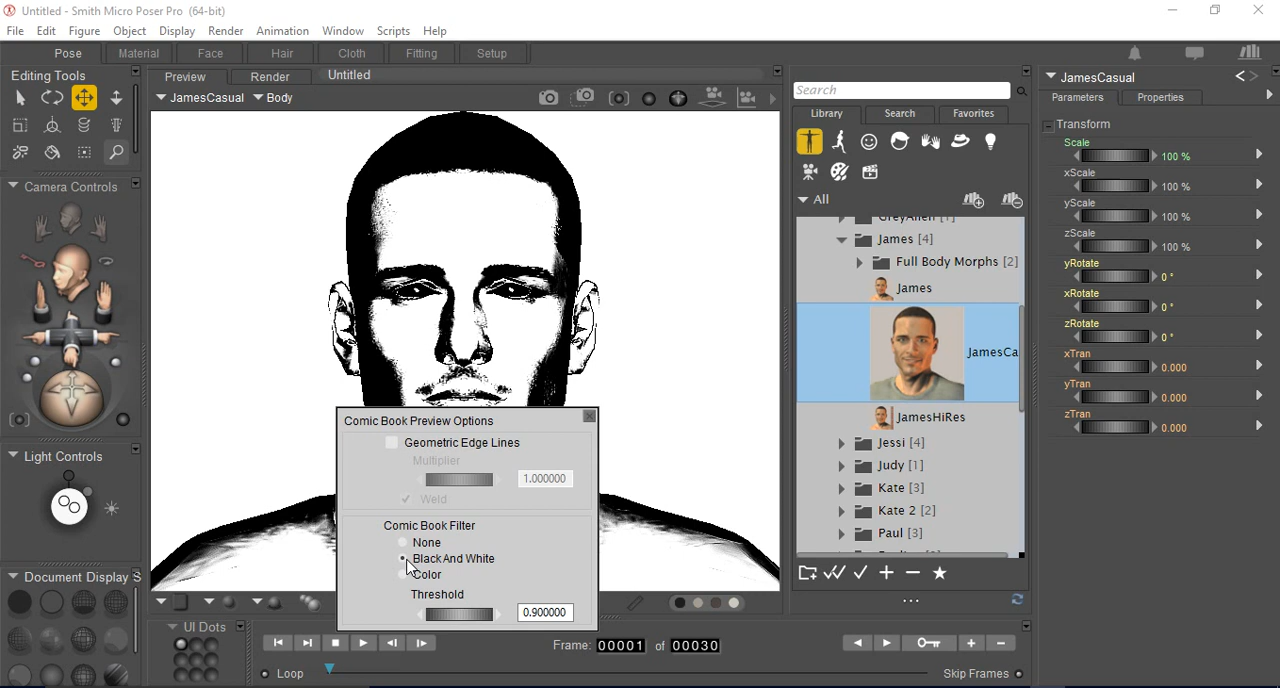 Untitled - Smith Micro Poser Pro (64-bit)
File Edit Figure Object Display Render Animation Window Scripts Help
Pose Material Face Hair Cloth Fitting Setup
Editing Tools
Preview Render Untitled
JamesCasual Body
Camera Controls
Light Controls
Document Display S
UI Dots
Comic Book Preview Options
Geometric Edge Lines
Multiplier
1.000000
Weld
Comic Book Filter
None
Black And White
Color
Threshold
0.900000
Frame: 00001 of 00030
Loop
Skip Frames
Search
Library Search Favorites
All
GreyAlien [1]
James [4]
Full Body Morphs [2]
James
JamesCa
JamesHiRes
Jessi [4]
Judy [1]
Kate [3]
Kate 2 [2]
Paul [3]
JamesCasual
Parameters Properties
Transform
Scale
100 %
xScale
100 %
yScale
100 %
zScale
100 %
yRotate
0 °
xRotate
0 °
zRotate
0 °
xTran
0.000
yTran
0.000
zTran
0.000